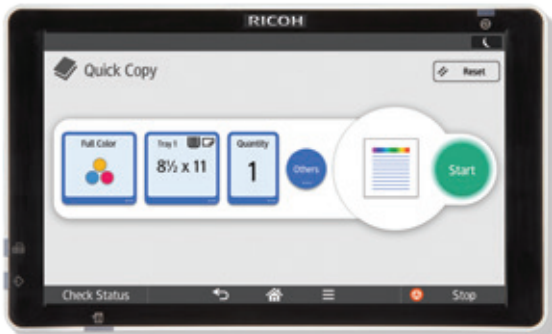 RICOH
Quick Copy
Reset
Full Color
Tray 1
8½ x 11
Quantity
1
Others
Start
Check Status
Stop